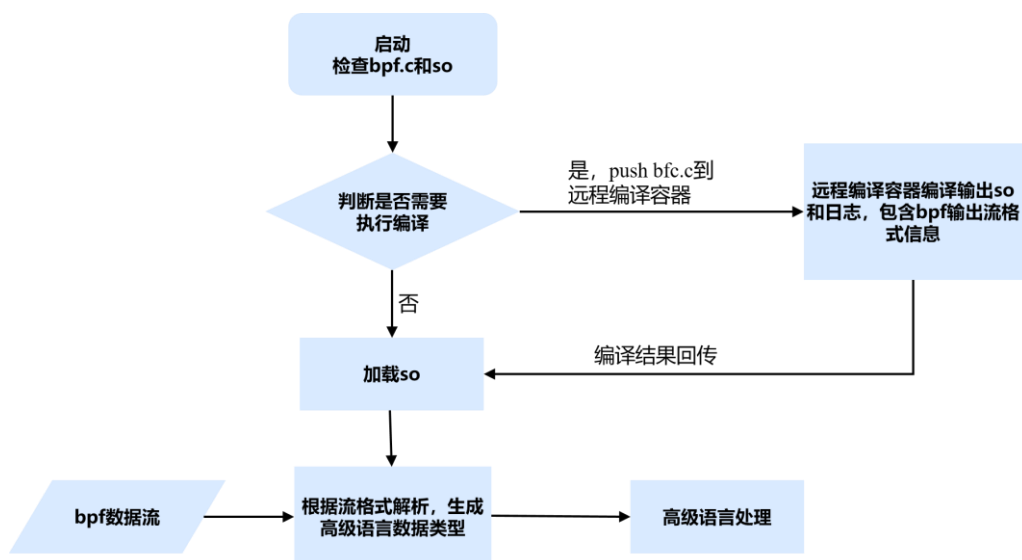 启动
检查bpf.c和so
判断是否需要
执行编译
是，push bfc.c到
远程编译容器
远程编译容器编译输出so
和日志，包含bpf输出流格
式信息
否
编译结果回传
加载so
bpf数据流
根据流格式解析，生成
高级语言数据类型
高级语言处理